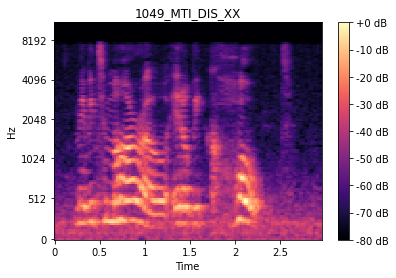 1049_MTI_DIS_XX
+0 dB
8192
-10 dB
4096
-20 dB
-30 dB
2048
Hz
-40 dB
1024
-50 dB
512
-60 dB
-70 dB
0
-80 dB
0 0.5 1 1.5 2 2.5
Time